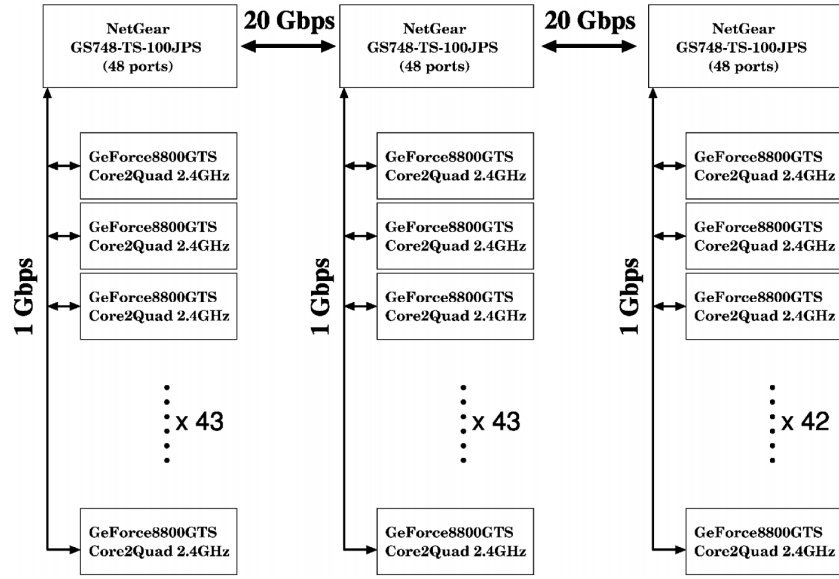 NetGear
GS748-TS-100JPS
(48 ports)
20 Gbps
NetGear
GS748-TS-100JPS
(48 ports)
20 Gbps
NetGear
GS748-TS-100JPS
(48 ports)
1 Gbps
GeForce8800GTS
Core2Quad 2.4GHz
GeForce8800GTS
Core2Quad 2.4GHz
GeForce8800GTS
Core2Quad 2.4GHz
x 43
GeForce8800GTS
Core2Quad 2.4GHz
1 Gbps
GeForce8800GTS
Core2Quad 2.4GHz
GeForce8800GTS
Core2Quad 2.4GHz
GeForce8800GTS
Core2Quad 2.4GHz
x 43
GeForce8800GTS
Core2Quad 2.4GHz
1 Gbps
GeForce8800GTS
Core2Quad 2.4GHz
GeForce8800GTS
Core2Quad 2.4GHz
GeForce8800GTS
Core2Quad 2.4GHz
x 42
GeForce8800GTS
Core2Quad 2.4GHz